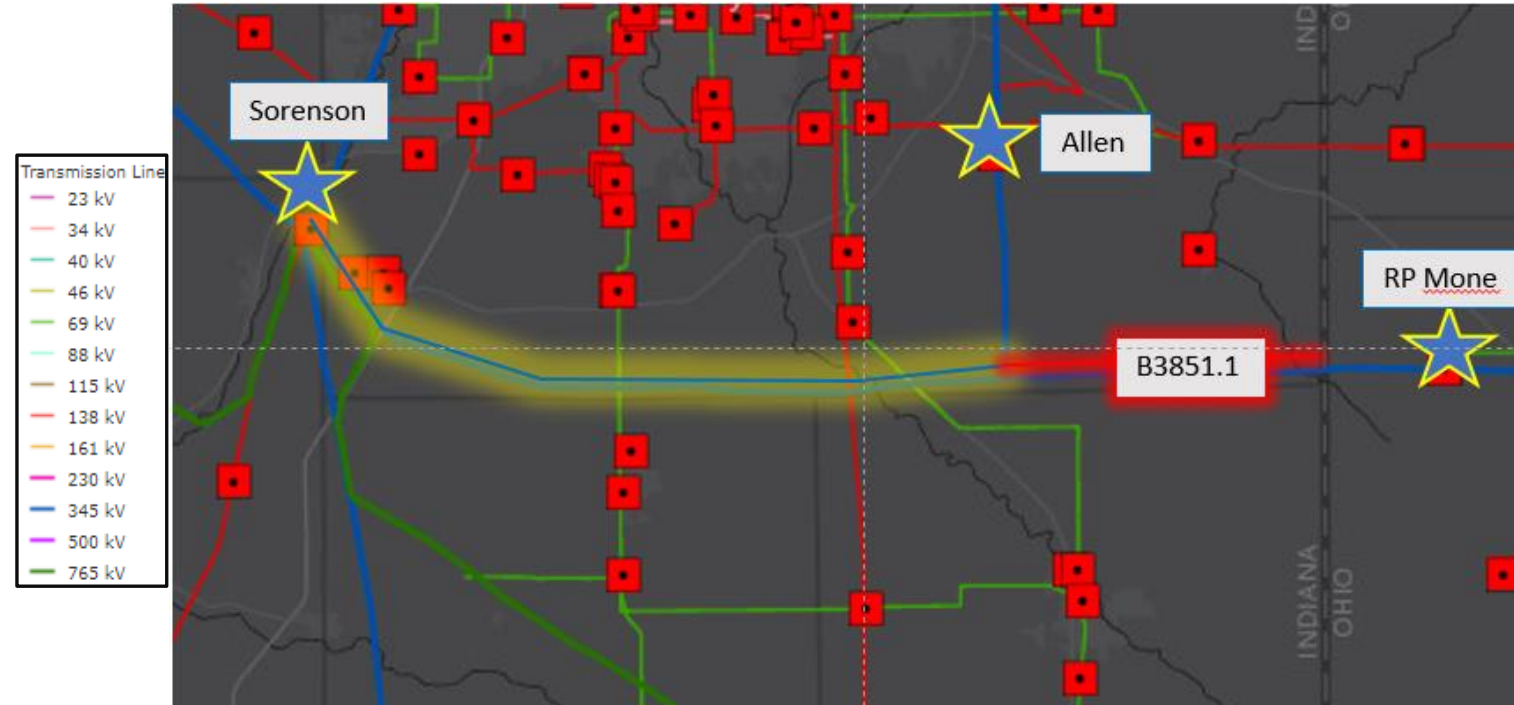 Sorenson
Allen
RP Mone
B3851.1
Transmission Line
23 kV
34 kV
40 kV
46 kV
69 kV
88 kV
115 kV
138 kV
161 kV
230 kV
345 kV
500 kV
765 kV
INDIANA
OHIO